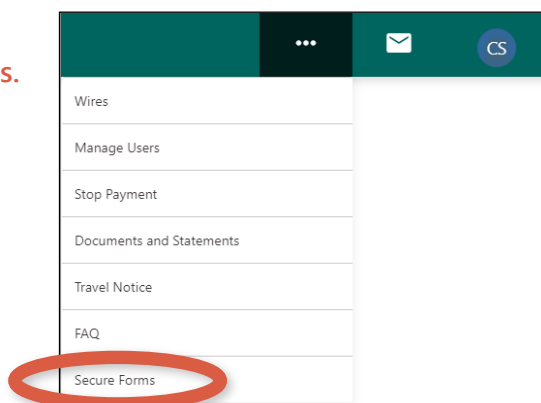 s.
•••
CS
Wires
Manage Users
Stop Payment
Documents and Statements
Travel Notice
FAQ
Secure Forms